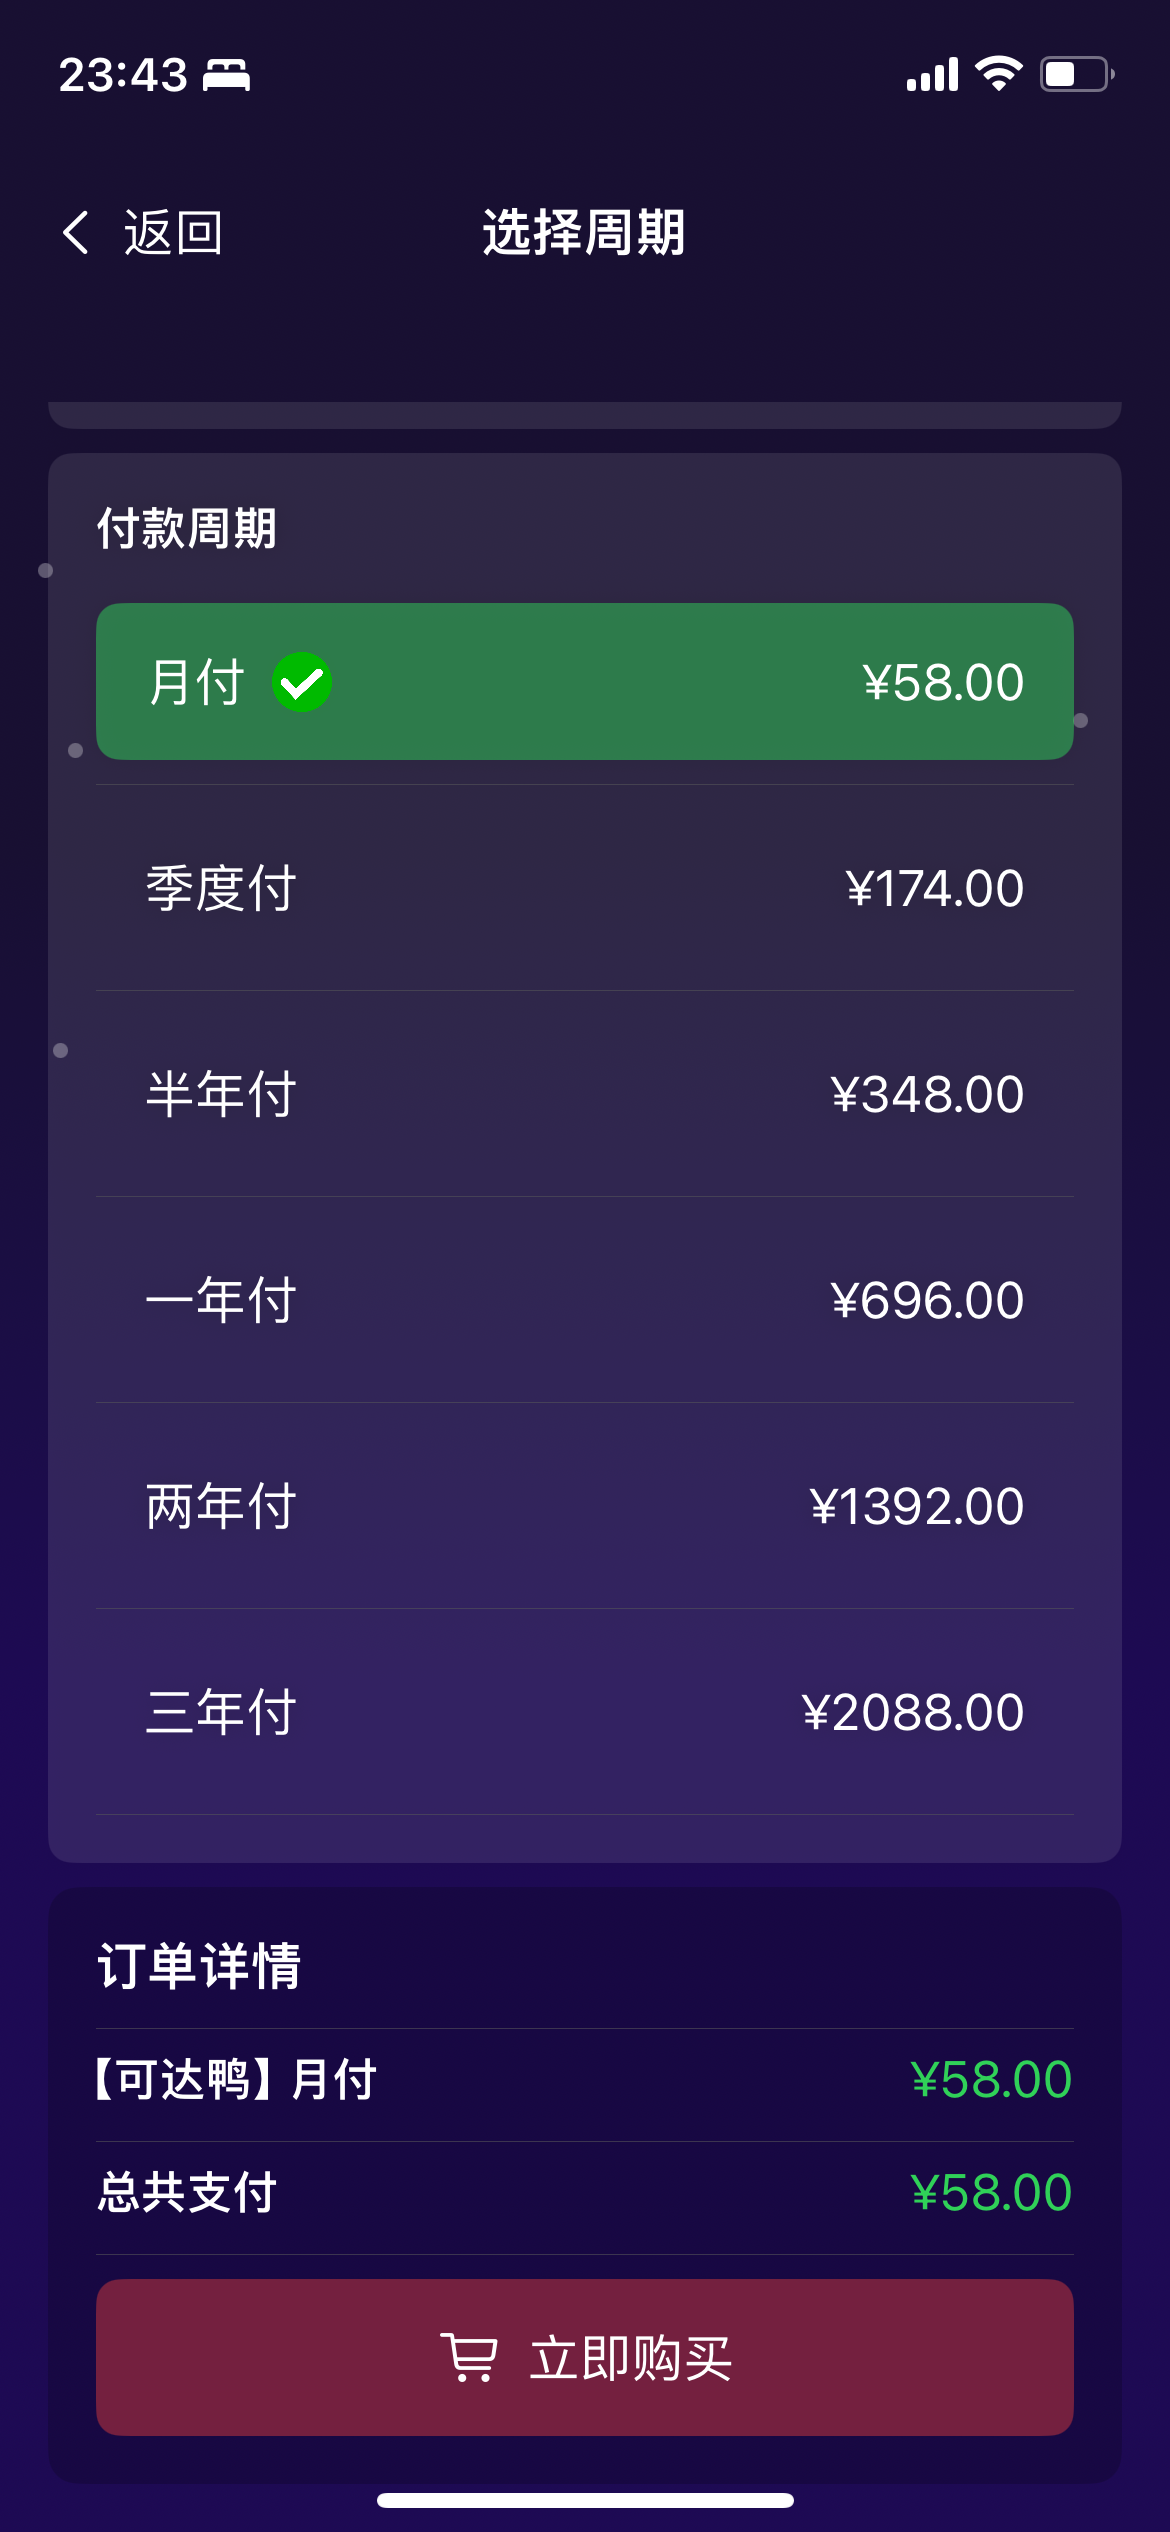 23:43
返回
选择周期
付款周期
月付 ¥58.00
季度付 ¥174.00
半年付 ¥348.00
一年付 ¥696.00
两年付 ¥1392.00
三年付 ¥2088.00
订单详情
【可达鸭】月付 ¥58.00
总共支付 ¥58.00
立即购买